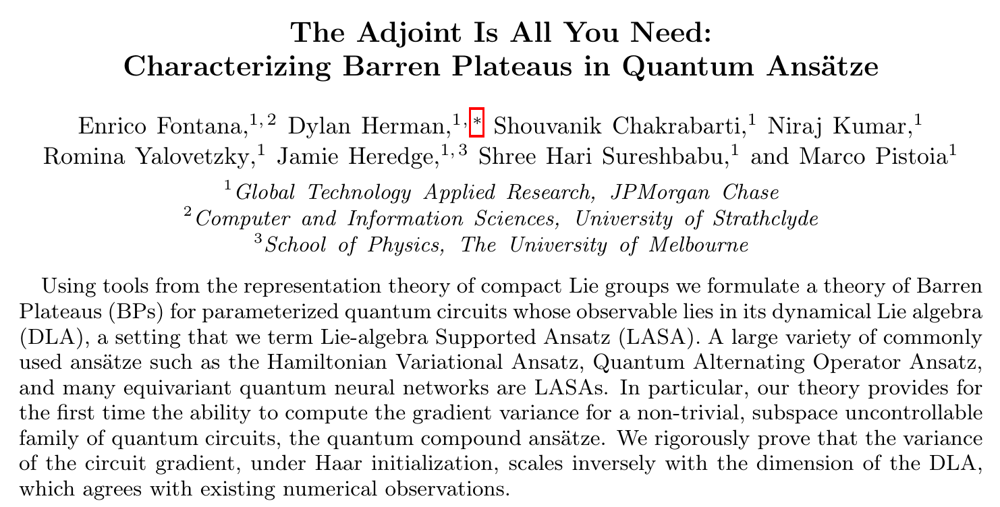 The Adjoint Is All You Need:
Characterizing Barren Plateaus in Quantum Ansätze
Enrico Fontana,1, 2 Dylan Herman,1, * Shouvanik Chakrabarti,1 Niraj Kumar,1
Romina Yalovetzky,1 Jamie Heredge,1, 3 Shree Hari Sureshbabu,1 and Marco Pistoia1
1Global Technology Applied Research, JPMorgan Chase
2Computer and Information Sciences, University of Strathclyde
3School of Physics, The University of Melbourne
Using tools from the representation theory of compact Lie groups we formulate a theory of Barren
Plateaus (BPs) for parameterized quantum circuits whose observable lies in its dynamical Lie algebra
(DLA), a setting that we term Lie-algebra Supported Ansatz (LASA). A large variety of commonly
used ansätze such as the Hamiltonian Variational Ansatz, Quantum Alternating Operator Ansatz,
and many equivariant quantum neural networks are LASAs. In particular, our theory provides for
the first time the ability to compute the gradient variance for a non-trivial, subspace uncontrollable
family of quantum circuits, the quantum compound ansätze. We rigorously prove that the variance
of the circuit gradient, under Haar initialization, scales inversely with the dimension of the DLA,
which agrees with existing numerical observations.